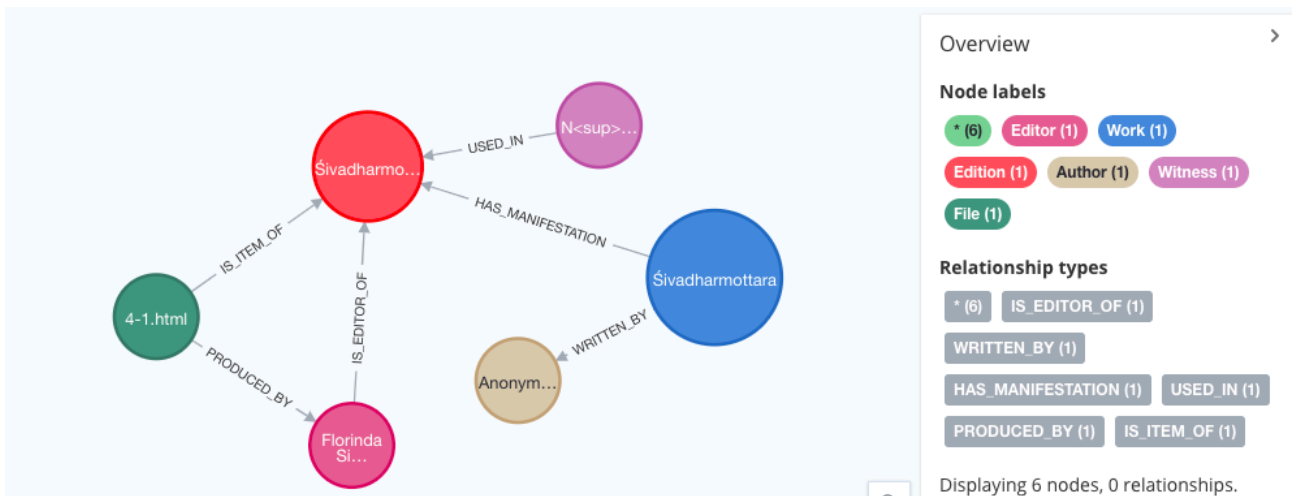 Śivadharmo…
USED_IN
N<sup>…
HAS_MANIFESTATION
Śivadharmottara
IS_ITEM_OF
4-1.html
IS_EDITOR_OF
PRODUCED_BY
WRITTEN_BY
Anonym…
Florinda
Si…
Overview
Node labels
* (6) Editor (1) Work (1)
Edition (1) Author (1) Witness (1)
File (1)
Relationship types
* (6) IS_EDITOR_OF (1)
WRITTEN_BY (1)
HAS_MANIFESTATION (1) USED_IN (1)
PRODUCED_BY (1) IS_ITEM_OF (1)
Displaying 6 nodes, 0 relationships.